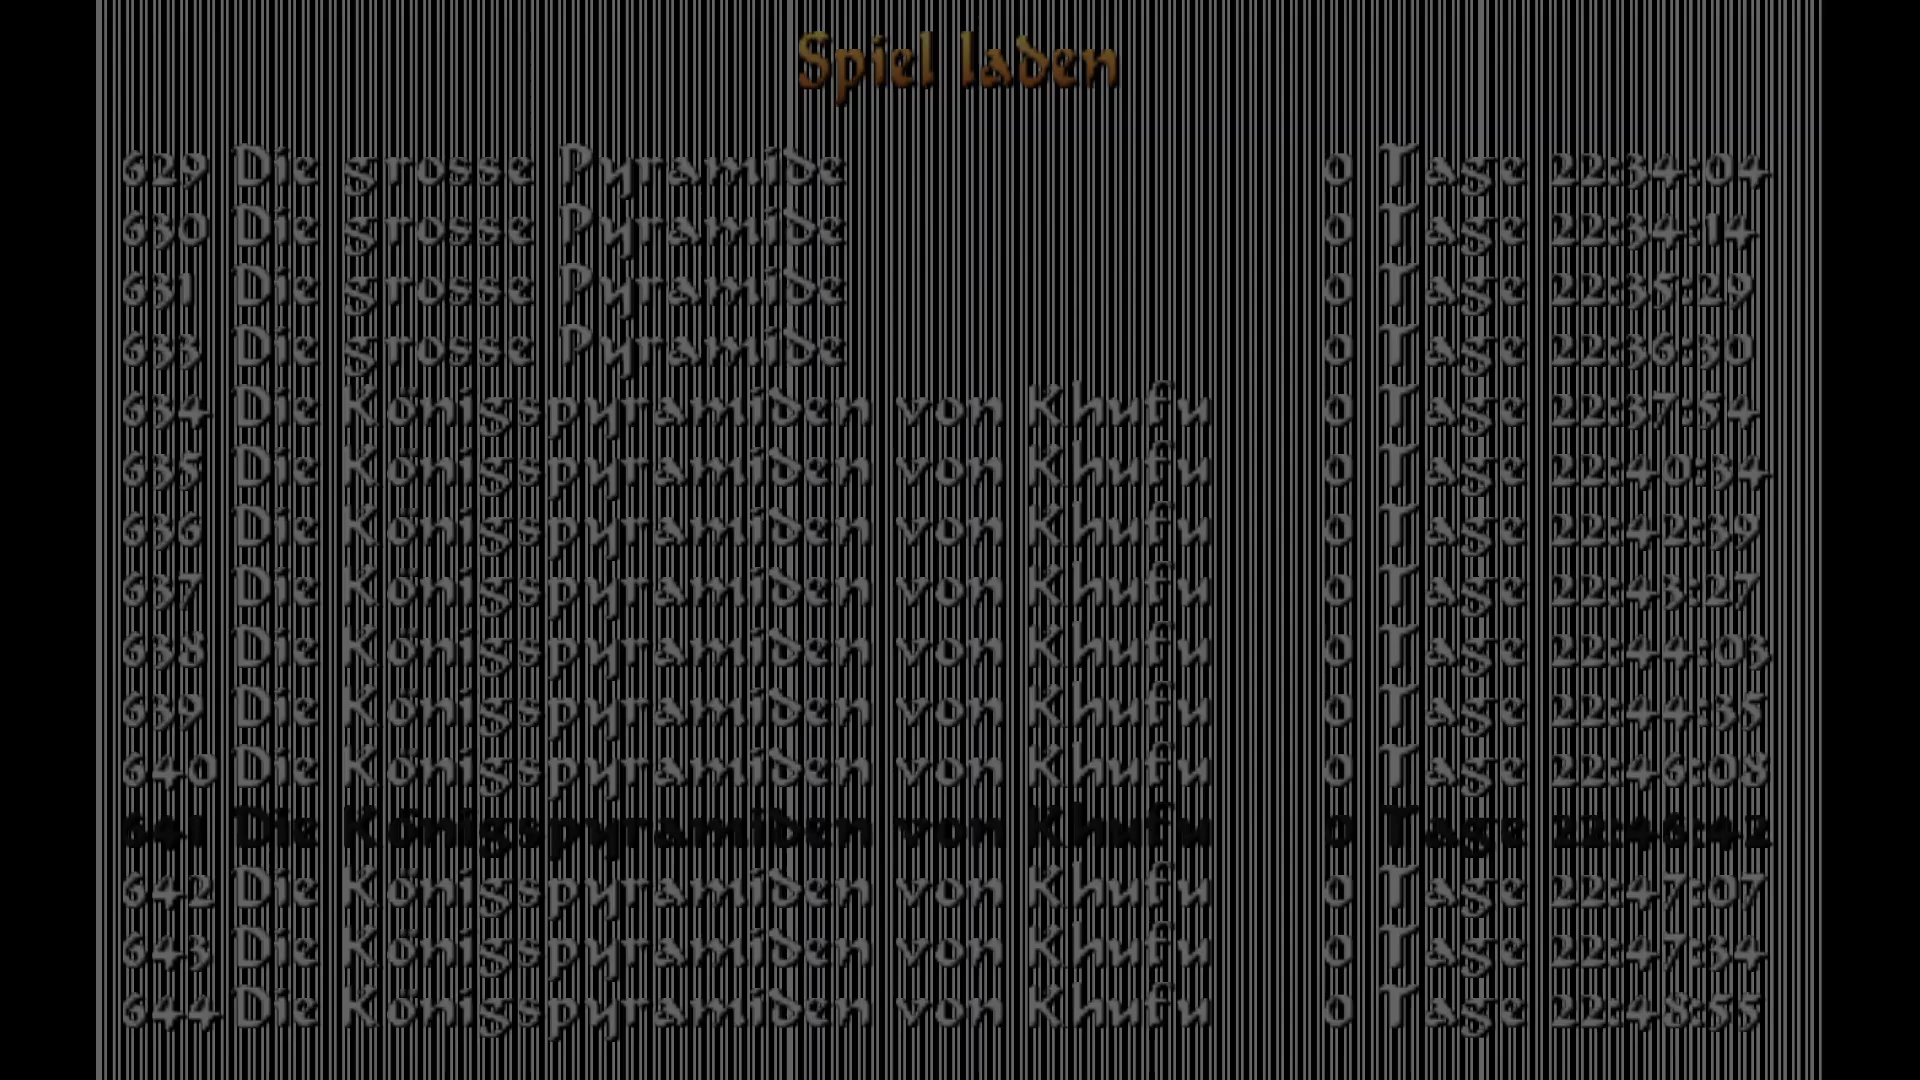 Spiel laden
629 Die grosse Pyramide 0 Tage 22:34:04
630 Die grosse Pyramide 0 Tage 22:34:14
631 Die grosse Pyramide 0 Tage 22:35:29
633 Die grosse Pyramide 0 Tage 22:36:30
634 Die Königspyramiden von Khufu 0 Tage 22:37:54
635 Die Königspyramiden von Khufu 0 Tage 22:40:34
636 Die Königspyramiden von Khufu 0 Tage 22:42:39
637 Die Königspyramiden von Khufu 0 Tage 22:43:27
638 Die Königspyramiden von Khufu 0 Tage 22:44:03
639 Die Königspyramiden von Khufu 0 Tage 22:44:35
640 Die Königspyramiden von Khufu 0 Tage 22:46:08
641 Die Königspyramiden von Khufu 0 Tage 22:46:42
642 Die Königspyramiden von Khufu 0 Tage 22:47:07
643 Die Königspyramiden von Khufu 0 Tage 22:47:34
644 Die Königspyramiden von Khufu 0 Tage 22:48:55